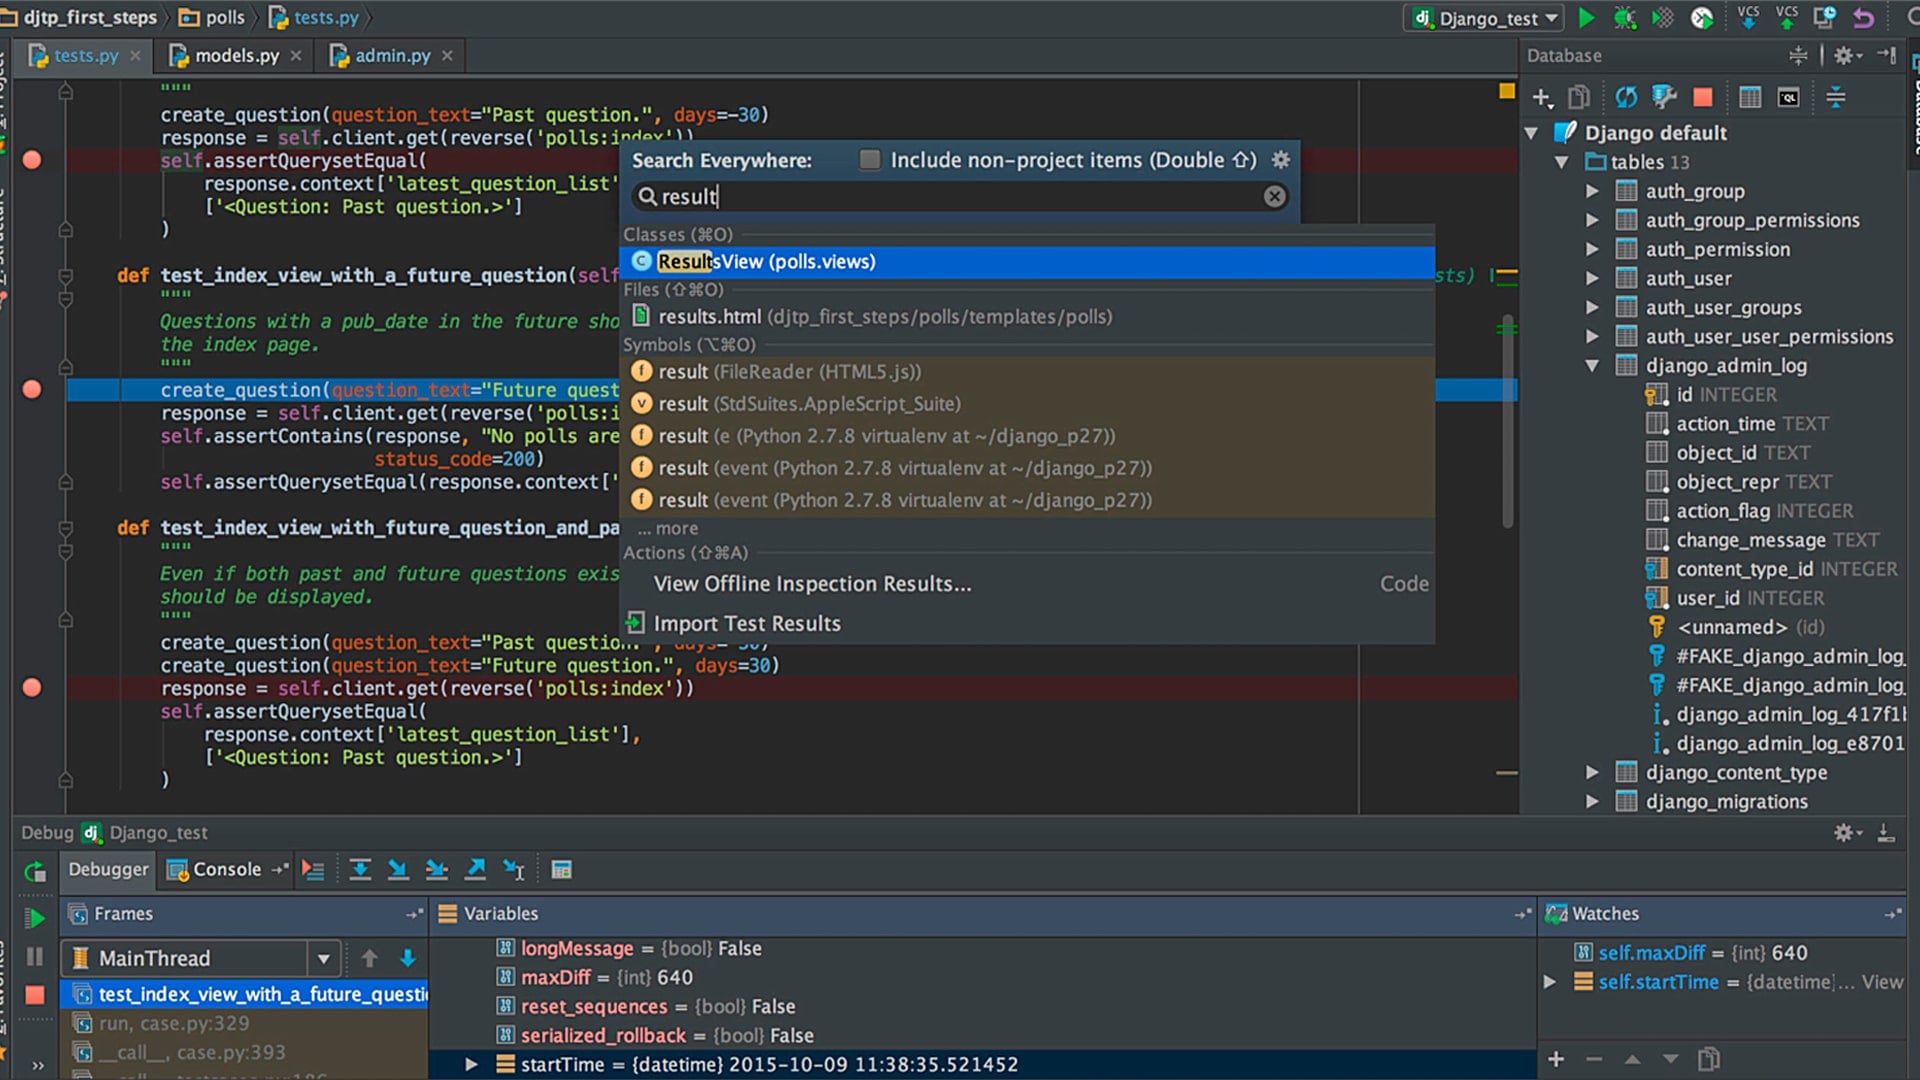 djtp_first_steps polls tests.py
Django_test
VCS VCS
tests.py models.py admin.py
"""
create_question(question_text="Past question.", days=-30)
response = self.client.get(reverse('polls:index'))
self.assertQuerysetEqual(
response.context['latest_question_list'
['<Question: Past question.>']
)
def test_index_view_with_a_future_question(self
sts)
"""
Questions with a pub_date in the future sho
the index page.
"""
create_question(question_text="Future quest
response = self.client.get(reverse('polls:i
self.assertContains(response, "No polls are
status_code=200)
self.assertQuerysetEqual(response.context['
def test_index_view_with_future_question_and_pa
"""
Even if both past and future questions exis
should be displayed.
"""
create_question(question_text="Past question.", days=-30)
create_question(question_text="Future question.", days=30)
response = self.client.get(reverse('polls:index'))
self.assertQuerysetEqual(
response.context['latest_question_list'],
['<Question: Past question.>']
)
Search Everywhere: Include non-project items (Double ⇧)
result
Classes (⌘O)
ResultsView (polls.views)
Files (⇧⌘O)
results.html (djtp_first_steps/polls/templates/polls)
Symbols (⌥⌘O)
result (FileReader (HTML5.js))
result (StdSuites.AppleScript_Suite)
result (e (Python 2.7.8 virtualenv at ~/django_p27))
result (event (Python 2.7.8 virtualenv at ~/django_p27))
result (event (Python 2.7.8 virtualenv at ~/django_p27))
... more
Actions (⇧⌘A)
View Offline Inspection Results... Code
Import Test Results
Database
QL
Django default
tables 13
auth_group
auth_group_permissions
auth_permission
auth_user
auth_user_groups
auth_user_user_permissions
django_admin_log
id INTEGER
action_time TEXT
object_id TEXT
object_repr TEXT
action_flag INTEGER
change_message TEXT
content_type_id INTEGER
user_id INTEGER
<unnamed> (id)
#FAKE_django_admin_log_
#FAKE_django_admin_log_
django_admin_log_417f1b
django_admin_log_e8701
django_content_type
django_migrations
Debug Django_test
Debugger Console
Frames
MainThread
test_index_view_with_a_future_questi
run, case.py:329
__call__, case.py:393
Variables
longMessage = {bool} False
maxDiff = {int} 640
reset_sequences = {bool} False
serialized_rollback = {bool} False
startTime = {datetime} 2015-10-09 11:38:35.521452
Watches
self.maxDiff = {int} 640
self.startTime = {datetime}... View